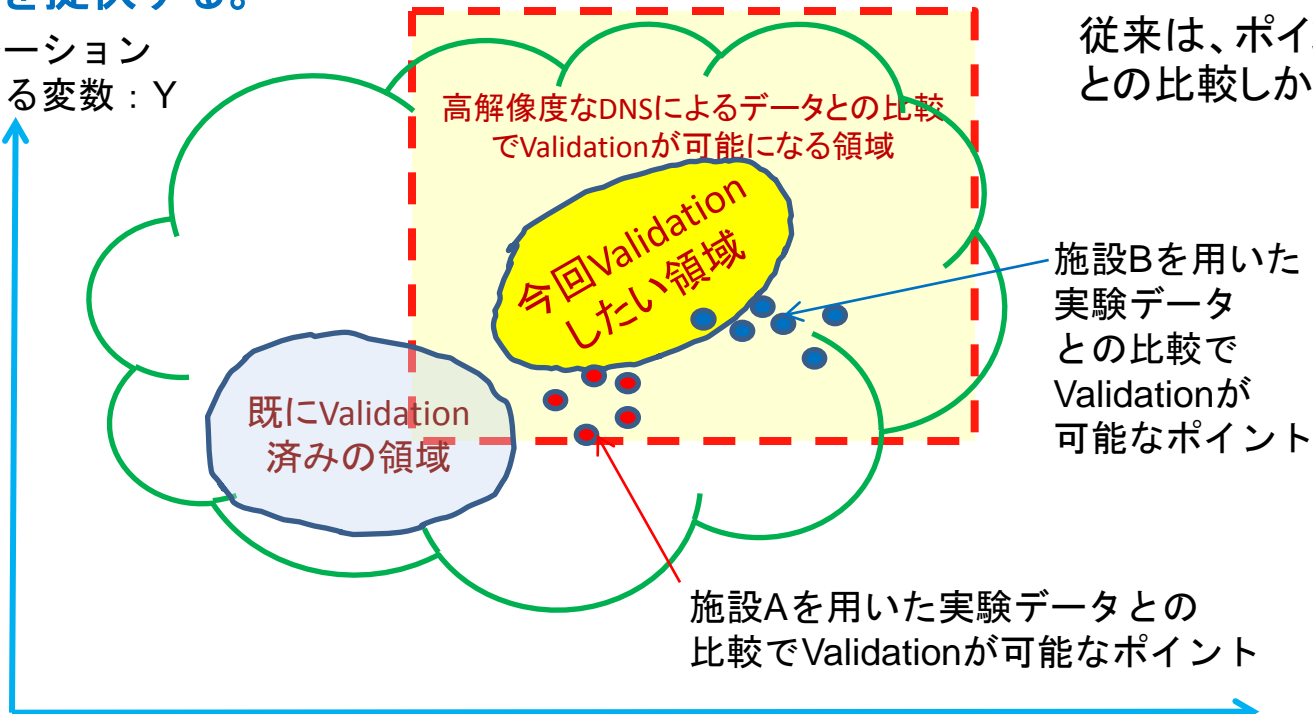 を提供する。
ーション
る変数：Y
従来は、ポイ
との比較しか
高解像度なDNSによるデータとの比較
でValidationが可能になる領域
今回Validation
したい領域
施設Bを用いた
実験データ
との比較で
Validationが
可能なポイント
既にValidation
済みの領域
施設Aを用いた実験データとの
比較でValidationが可能なポイント